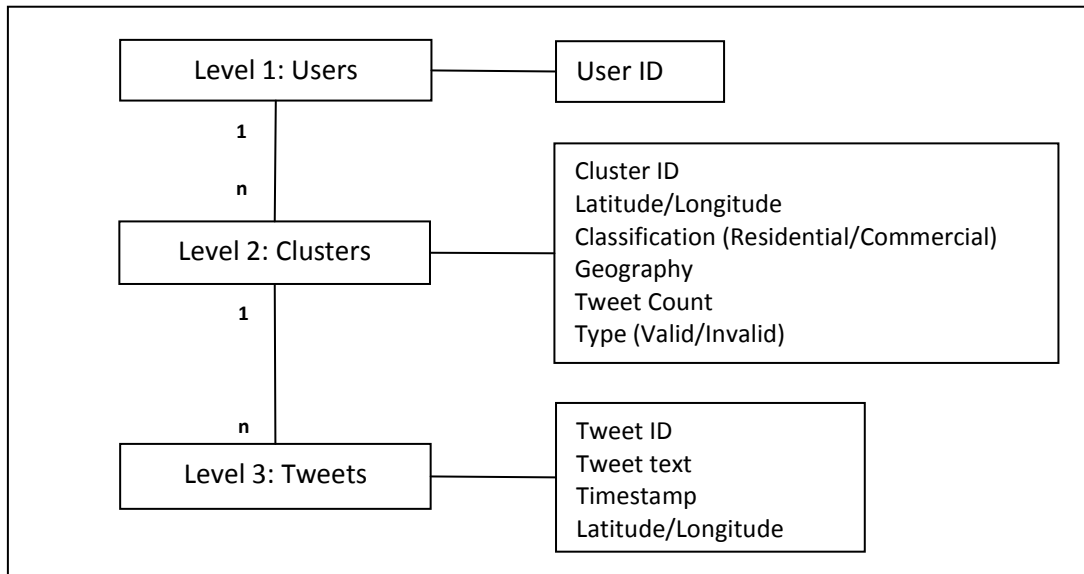 Level 1: Users
User ID
1
n
Cluster ID
Latitude/Longitude
Classification (Residential/Commercial)
Geography
Tweet Count
Type (Valid/Invalid)
Level 2: Clusters
1
n
Level 3: Tweets
Tweet ID
Tweet text
Timestamp
Latitude/Longitude